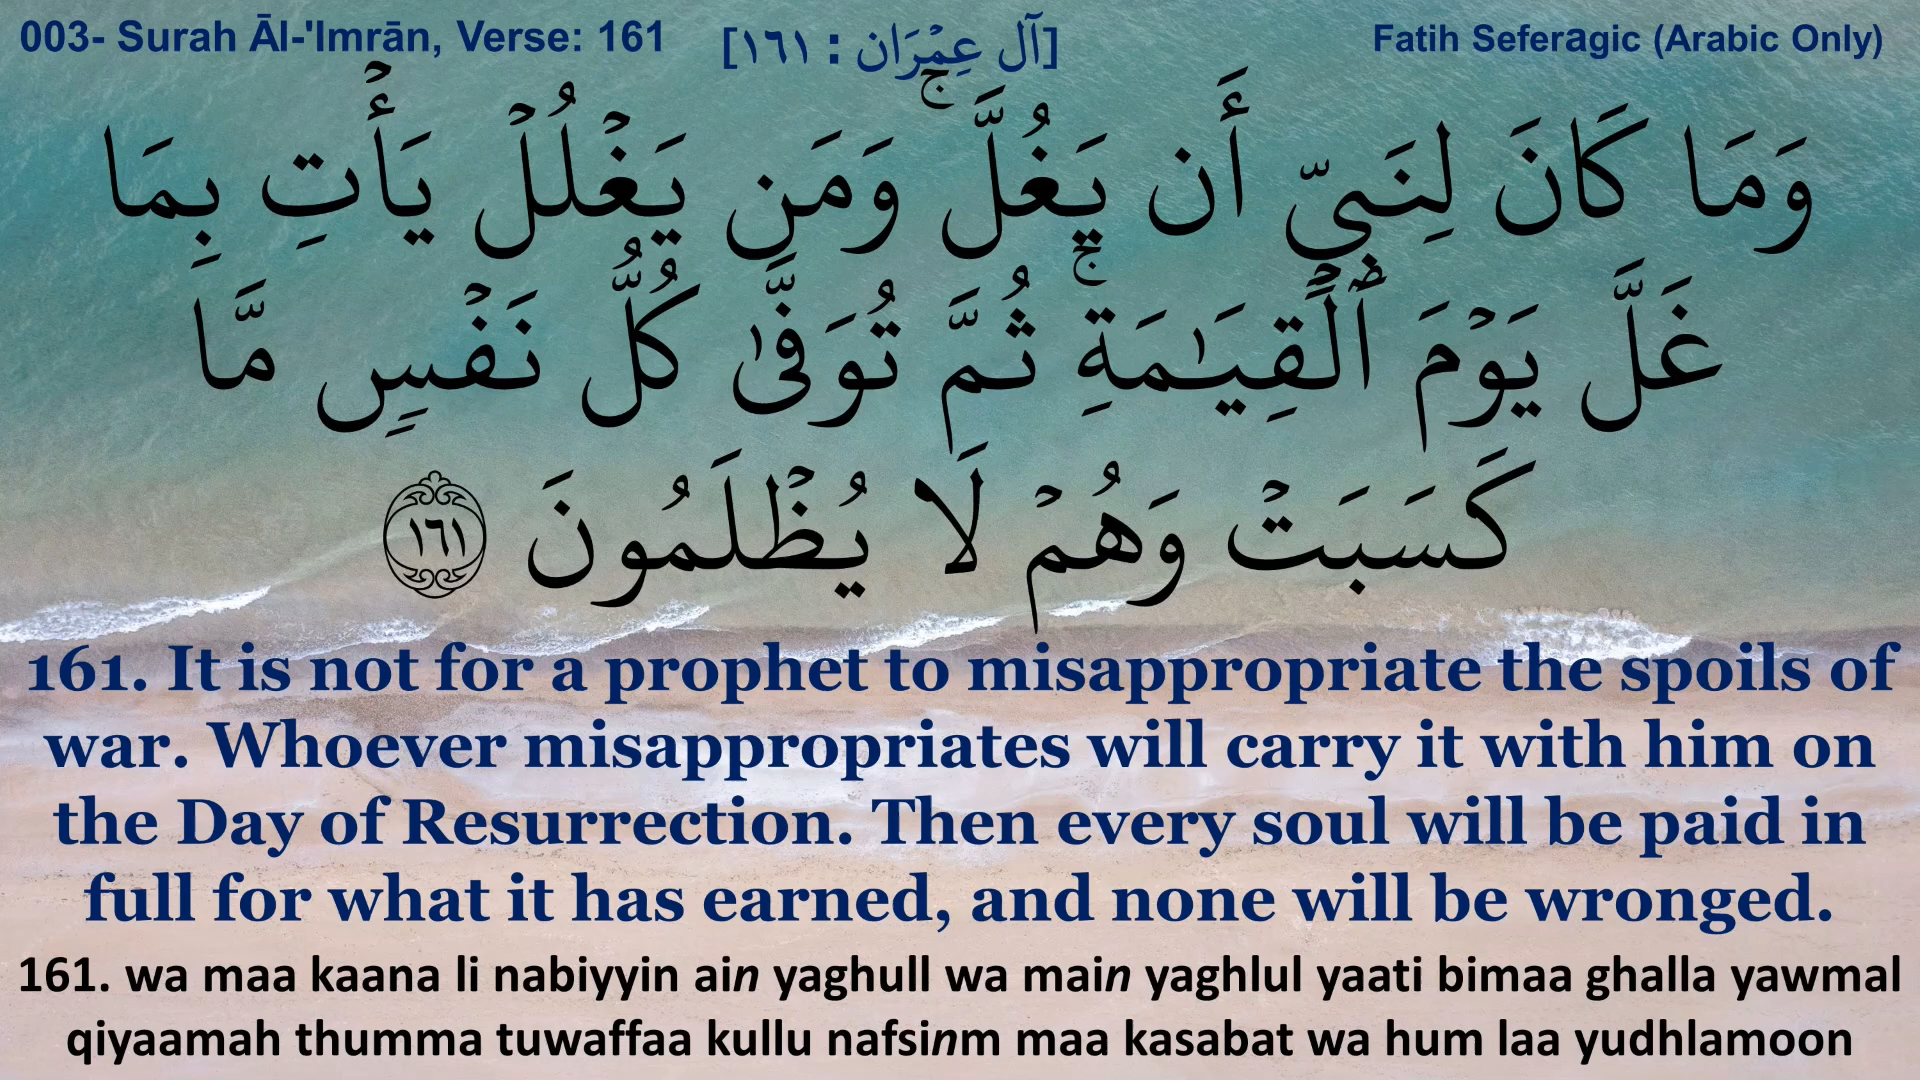 003- Surah Āl-'Imrān, Verse: 161
[آل عِمْرَان : ١٦١]
Fatih Seferagic (Arabic Only)
وَمَا كَانَ لِنَبِيٍّ أَن يَغُلَّ ۚ وَمَن يَغْلُلْ يَأْتِ بِمَا
غَلَّ يَوْمَ ٱلْقِيَـٰمَةِ ۚ ثُمَّ تُوَفَّىٰ كُلُّ نَفْسٍ مَّا
كَسَبَتْ وَهُمْ لَا يُظْلَمُونَ ١٦١
161. It is not for a prophet to misappropriate the spoils of
war. Whoever misappropriates will carry it with him on
the Day of Resurrection. Then every soul will be paid in
full for what it has earned, and none will be wronged.
161. wa maa kaana li nabiyyin ain yaghull wa main yaghlul yaati bimaa ghalla yawmal
qiyaamah thumma tuwaffaa kullu nafsinm maa kasabat wa hum laa yudhlamoon